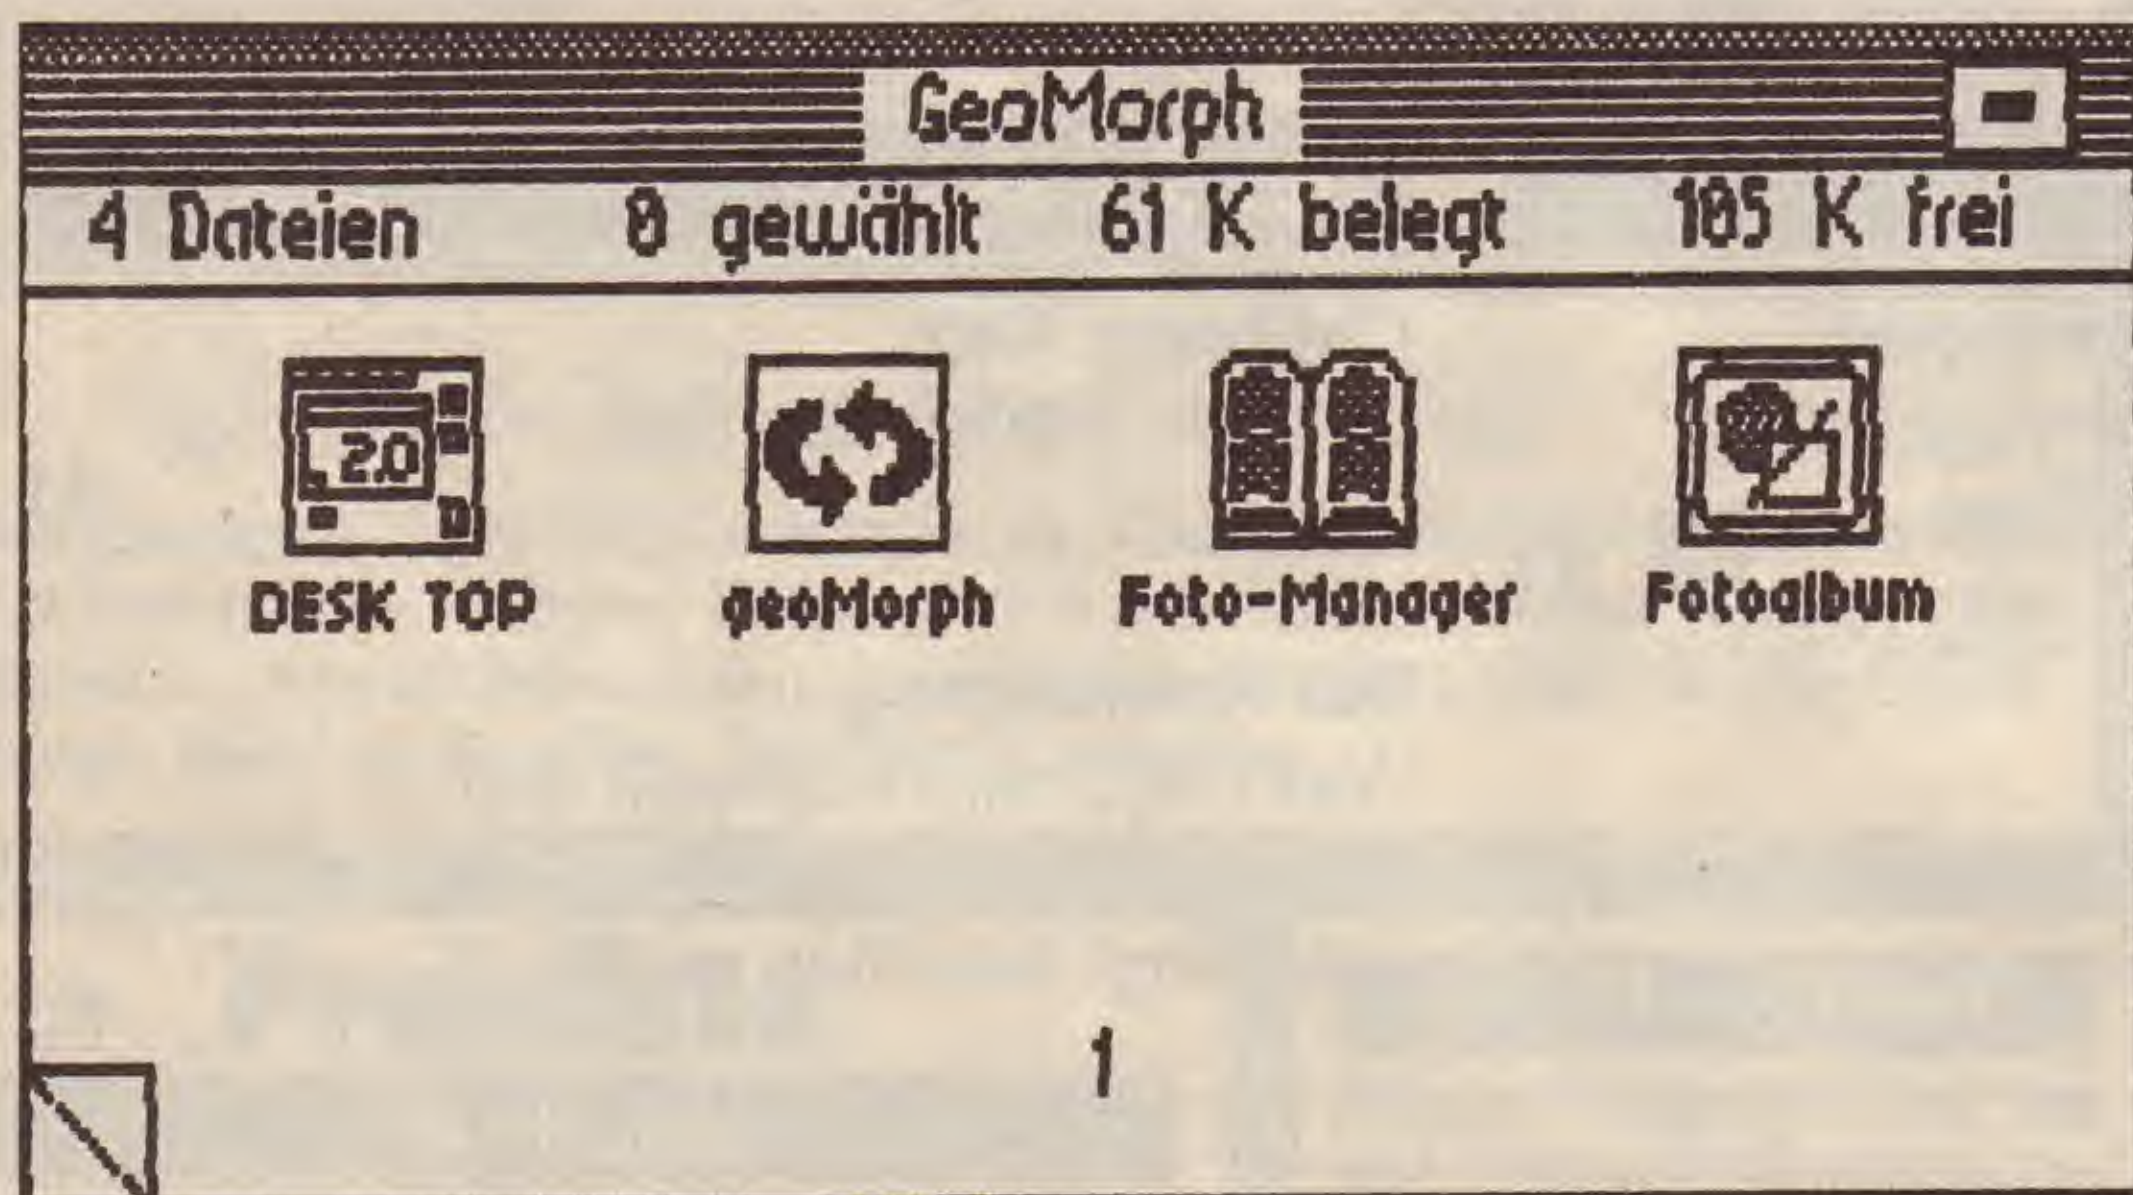 GeoMorph
4 Dateien 0 gewählt 61 K belegt 105 K frei
2.0
DESK TOP geoMorph Foto-Manager Fotoalbum
1